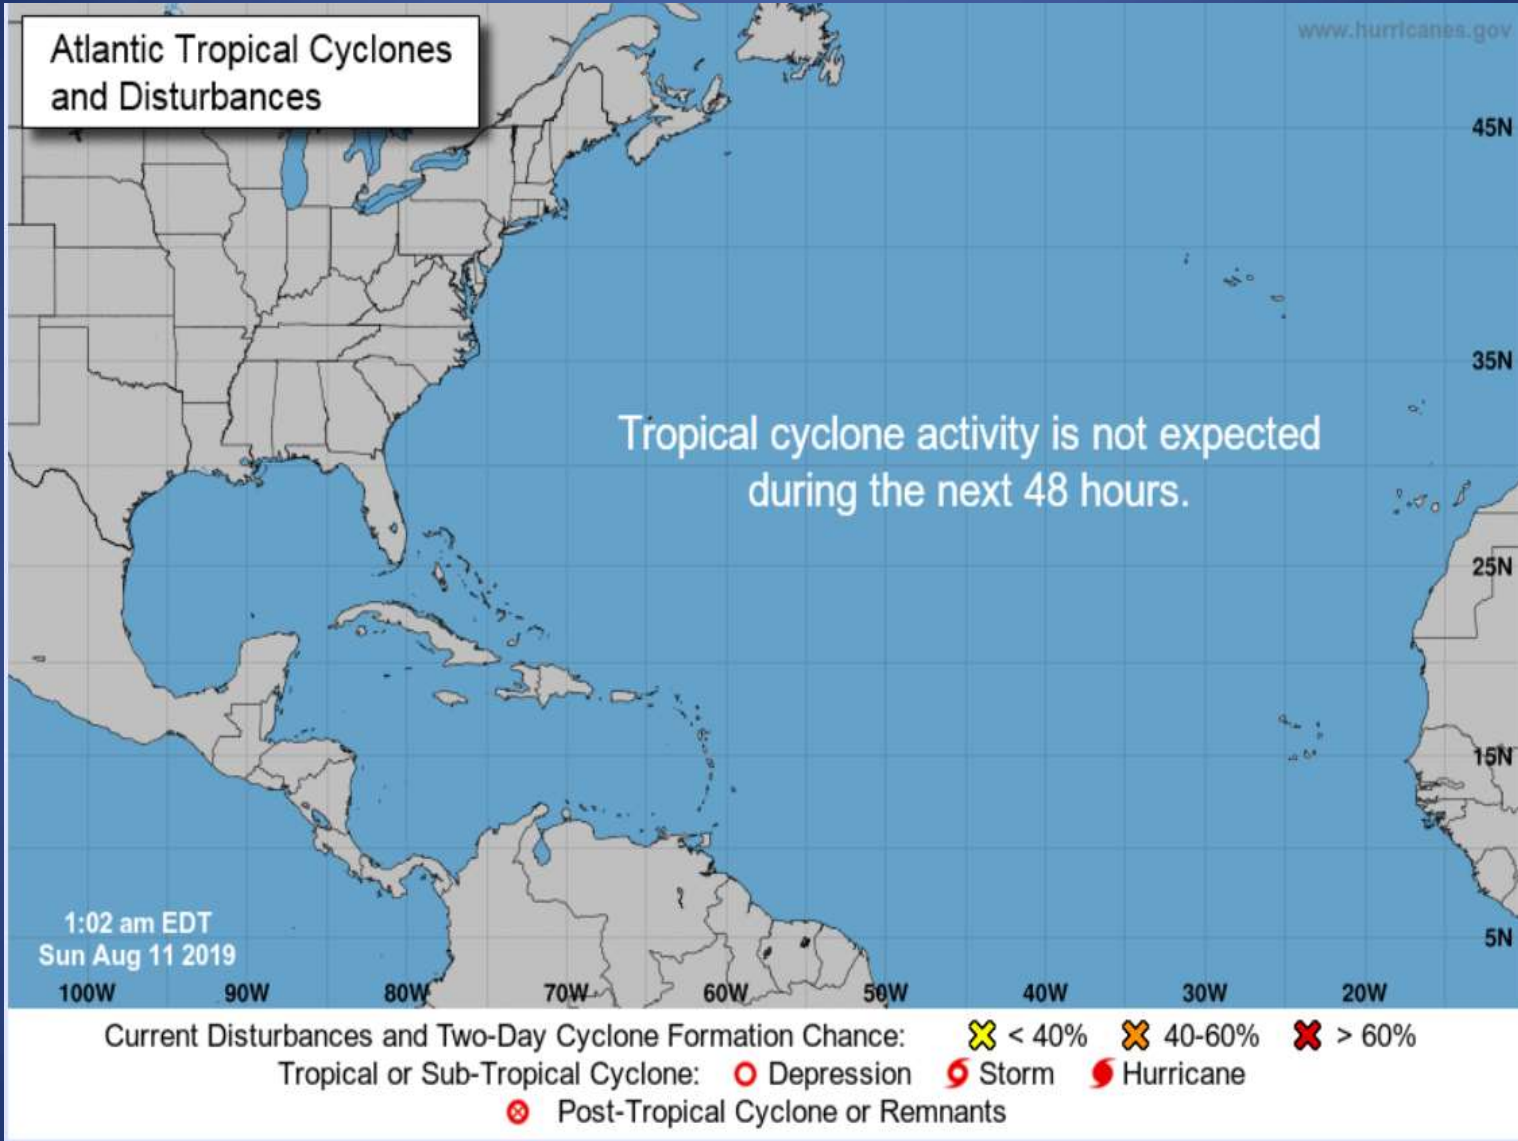 Atlantic Tropical Cyclones
and Disturbances
www.hurricanes.gov
45N
35N
Tropical cyclone activity is not expected
during the next 48 hours.
25N
15N
1:02 am EDT
Sun Aug 11 2019
5N
100W 90W 80W 70W 60W 50W 40W 30W 20W
Current Disturbances and Two-Day Cyclone Formation Chance: < 40% 40-60% > 60%
Tropical or Sub-Tropical Cyclone: Depression Storm Hurricane
Post-Tropical Cyclone or Remnants